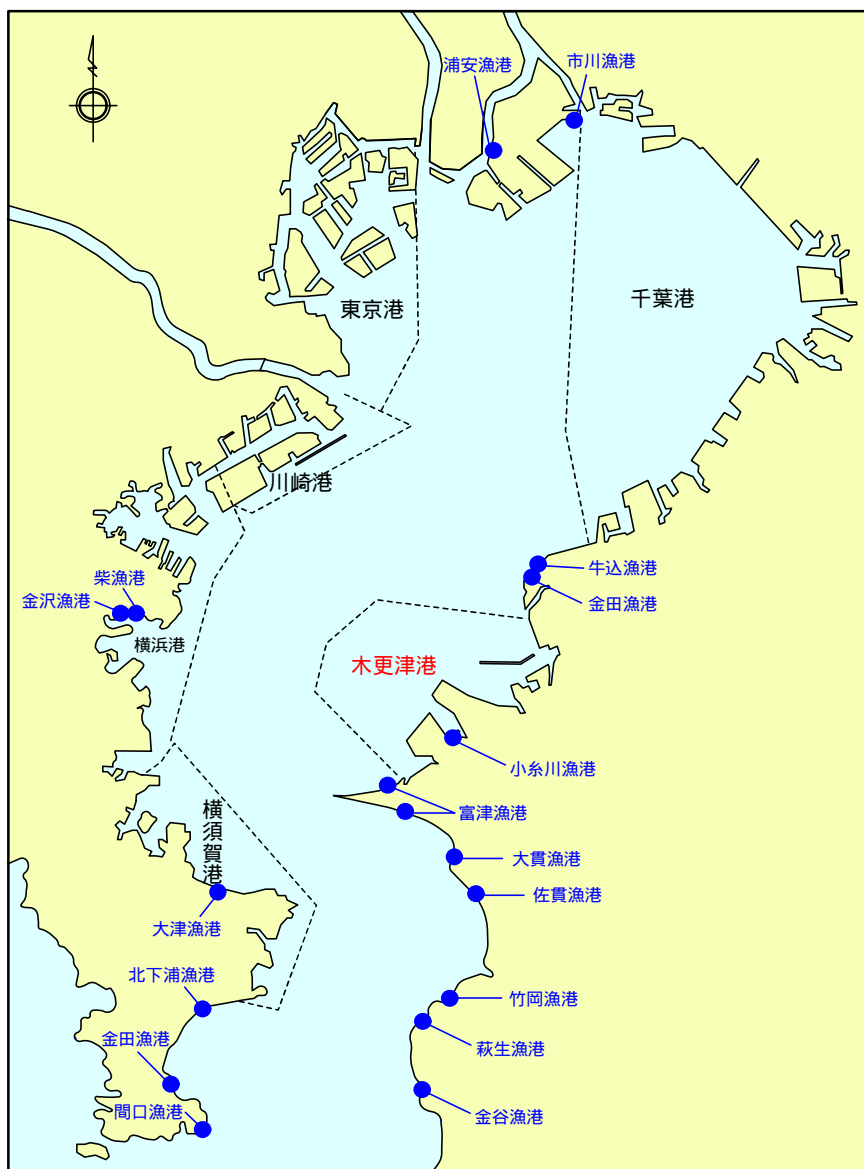 市川漁港
浦安漁港
千葉港
東京港
川崎港
牛込漁港
柴漁港
金田漁港
金沢漁港
横浜港
木更津港
小糸川漁港
富津漁港
横須賀港
大貫漁港
佐貫漁港
大津漁港
北下浦漁港
竹岡漁港
金田漁港
萩生漁港
間口漁港
金谷漁港